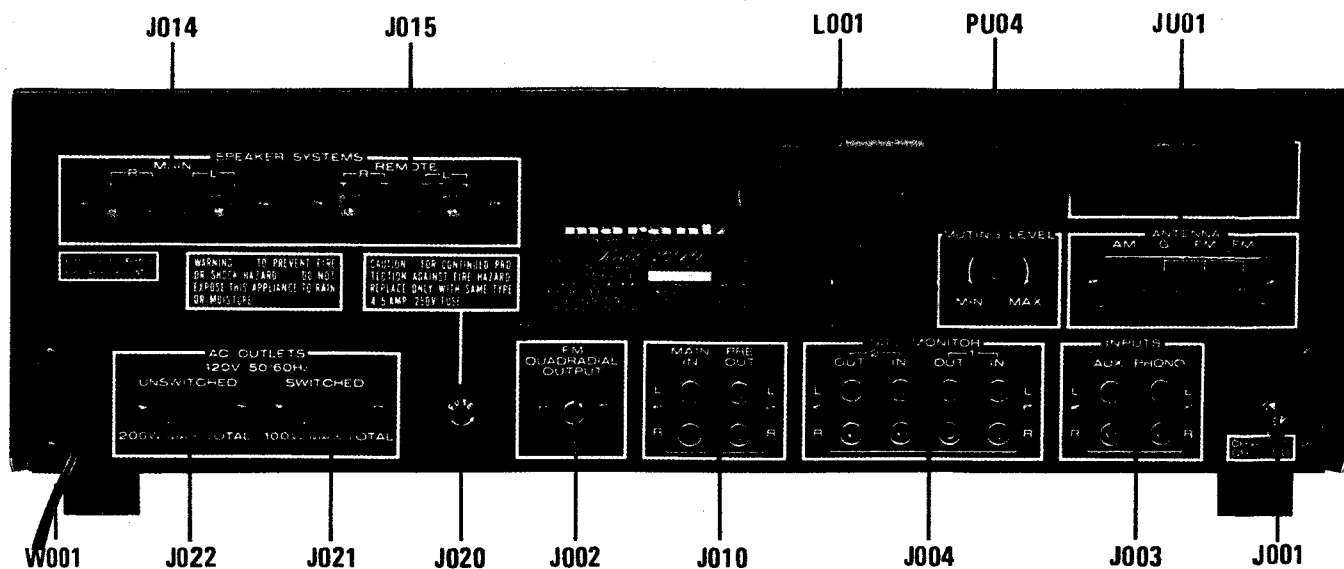 J014 J015 L001 PU04 JU01
SPEAKER SYSTEMS
MAIN REMOTE
R L R L
MUTING LEVEL
MIN MAX
ANTENNA
AM G FM FM
WARNING: TO PREVENT FIRE
OR SHOCK HAZARD DO NOT
EXPOSE THIS APPLIANCE TO RAIN
OR MOISTURE
CAUTION: FOR CONTINUED PRO
TECTION AGAINST FIRE HAZARD
REPLACE ONLY WITH SAME TYPE
4.5 AMP 250V FUSE
AC OUTLETS
120V 50/60Hz
UNSWITCHED SWITCHED
200W MAX TOTAL 100W MAX TOTAL
FUSE
FM
QUADRADIAL
OUTPUT
MAIN IN PRE OUT
L L
R R
TAPE MONITOR
2 1
OUT IN OUT IN
L L
R R
INPUTS
AUX PHONO
L L
R R
W001 J022 J021 J020 J002 J010 J004 J003 J001